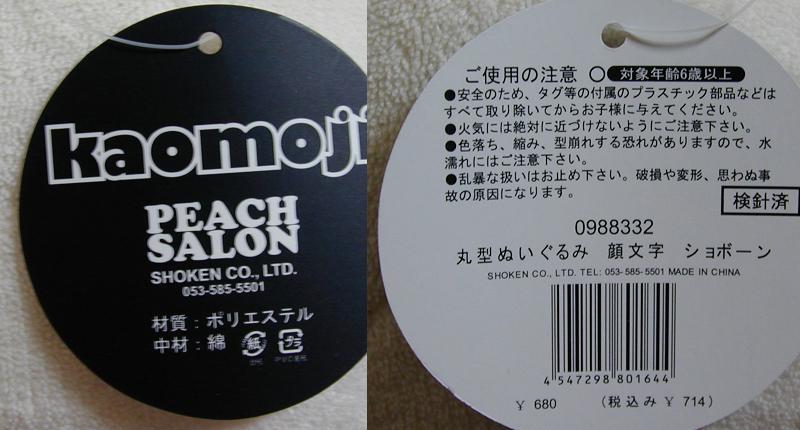 kaomoji
PEACH
SALON
SHOKEN CO., LTD.
053-585-5501
材質：ポリエステル
中材：綿
紙
プラ
ご使用の注意 ○ 対象年齢6歳以上
●安全のため、タグ等の付属のプラスチック部品などは
すべて取り除いてからお子様に与えてください。
●火気には絶対に近づけないようにご注意下さい。
●色落ち、縮み、型崩れする恐れがありますので、水
濡れにはご注意下さい。
●乱暴な扱いはお止め下さい。破損や変形、思わぬ事
故の原因になります。
検針済
0988332
丸型ぬいぐるみ 顔文字 ショボーン
SHOKEN CO., LTD. TEL: 053-585-5501 MADE IN CHINA
4 547298 801644
￥ 680 （税込み￥ 714）